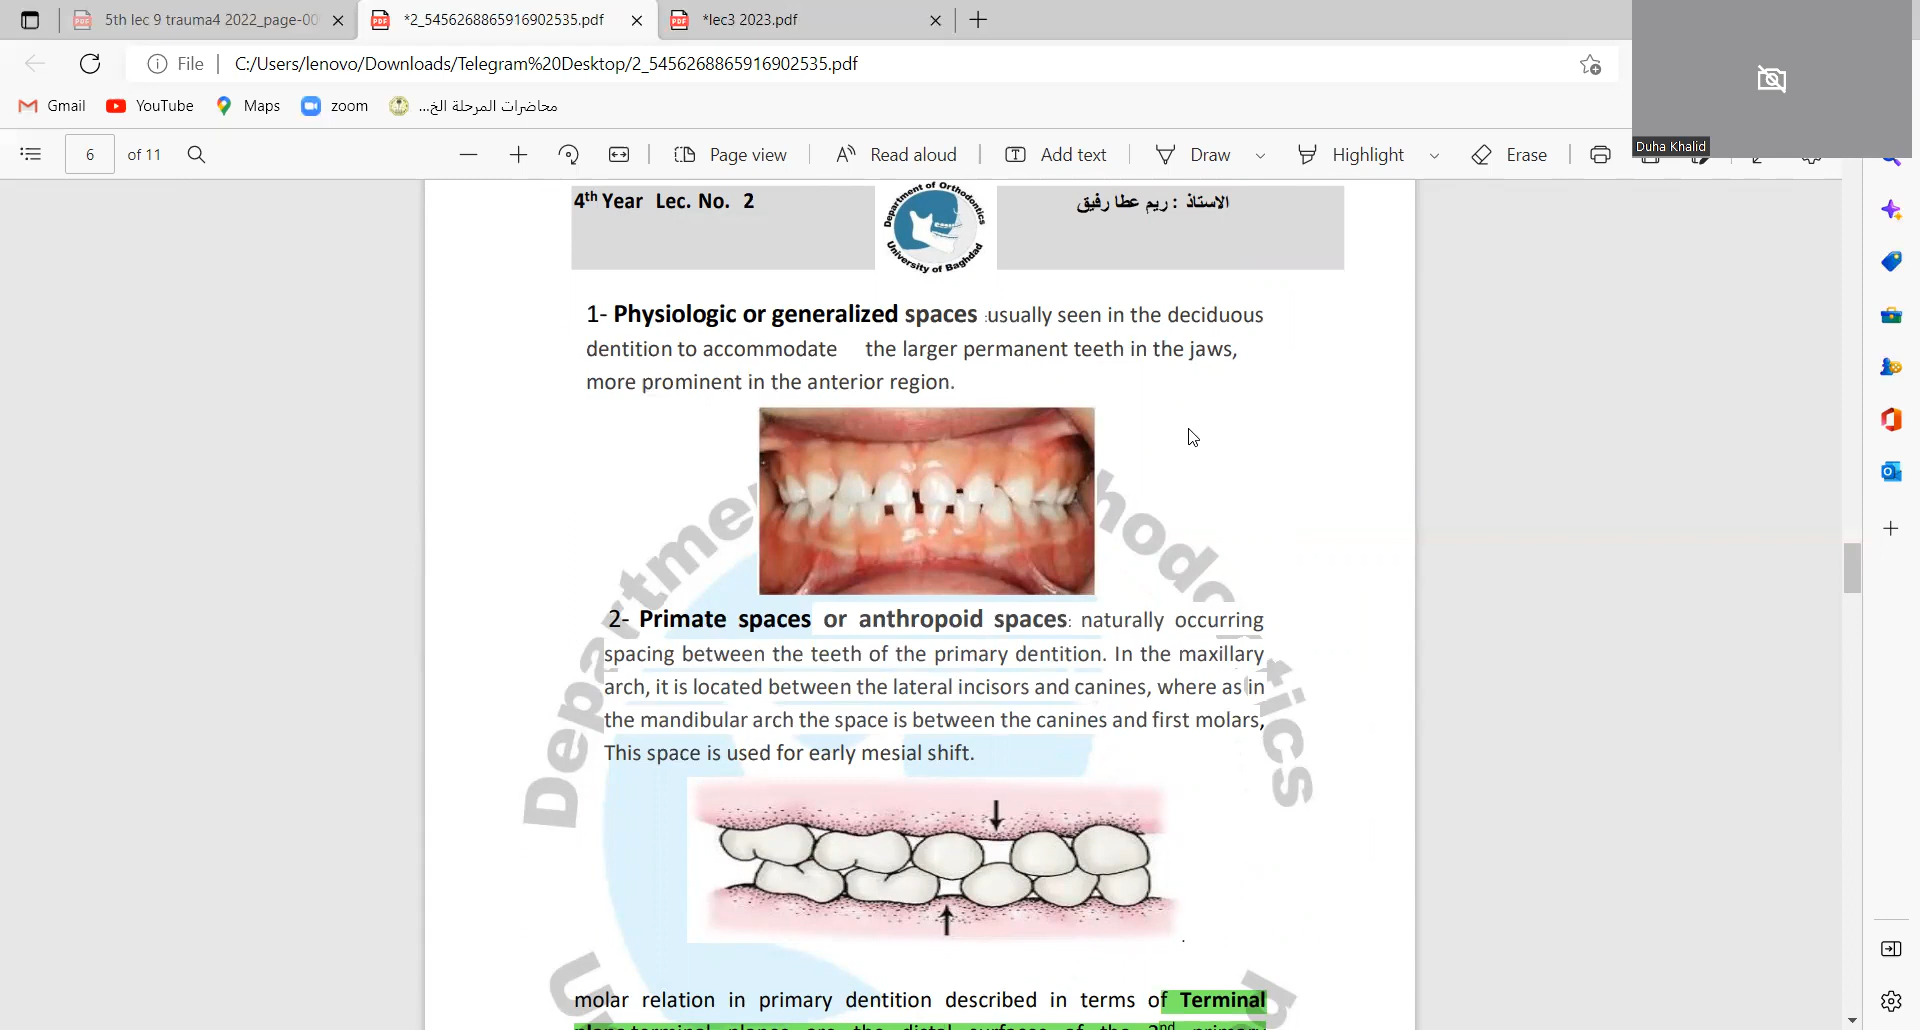 5th lec 9 trauma4 2022_page-00
*2_5456268865916902535.pdf
*lec3 2023.pdf
File
C:/Users/lenovo/Downloads/Telegram%20Desktop/2_5456268865916902535.pdf
Gmail
YouTube
Maps
zoom
محاضرات المرحلة الخ...
6 of 11
Page view
Read aloud
Add text
Draw
Highlight
Erase
Duha Khalid
4th Year Lec. No. 2
Department of Orthodontics
University of Baghdad
الاستاذ : ريم عطا رفيق
1- Physiologic or generalized spaces :usually seen in the deciduous
dentition to accommodate the larger permanent teeth in the jaws,
more prominent in the anterior region.
2- Primate spaces or anthropoid spaces: naturally occurring
spacing between the teeth of the primary dentition. In the maxillary
arch, it is located between the lateral incisors and canines, where as in
the mandibular arch the space is between the canines and first molars,
This space is used for early mesial shift.
molar relation in primary dentition described in terms of Terminal